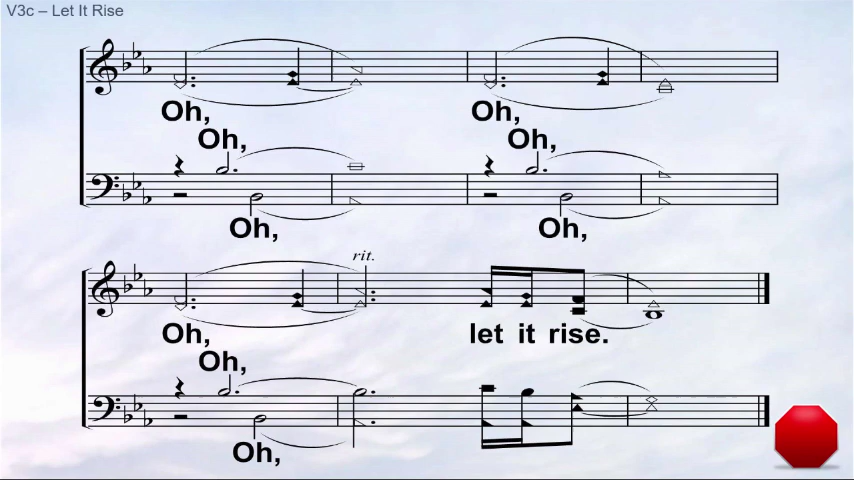 V3c – Let It Rise
Oh, Oh,
Oh, Oh,
Oh, Oh,
rit.
Oh, let it rise.
Oh,
Oh,